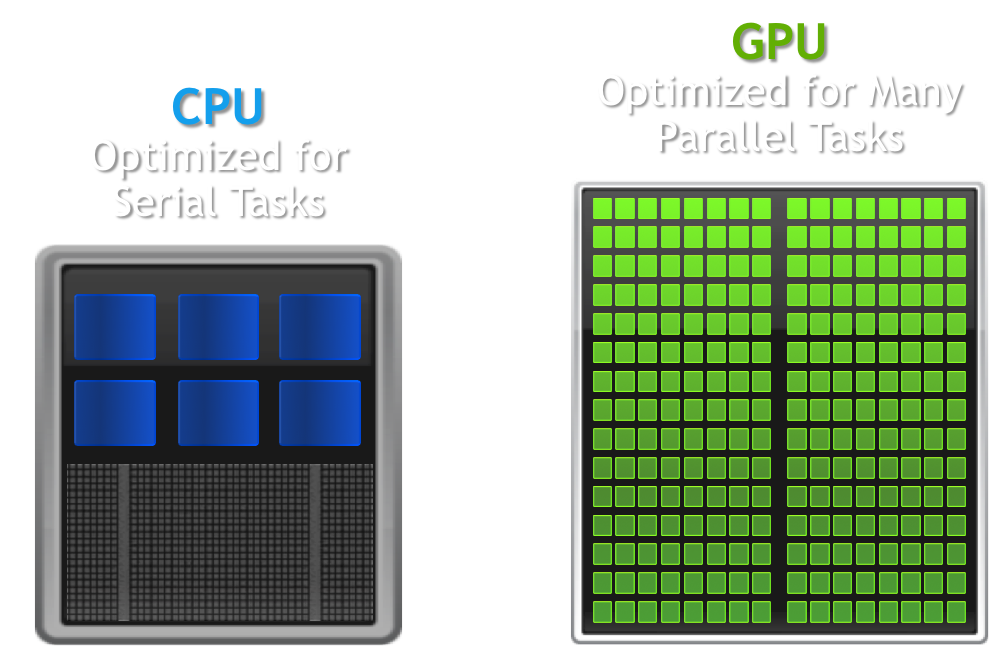 CPU
Optimized for
Serial Tasks
GPU
Optimized for Many
Parallel Tasks